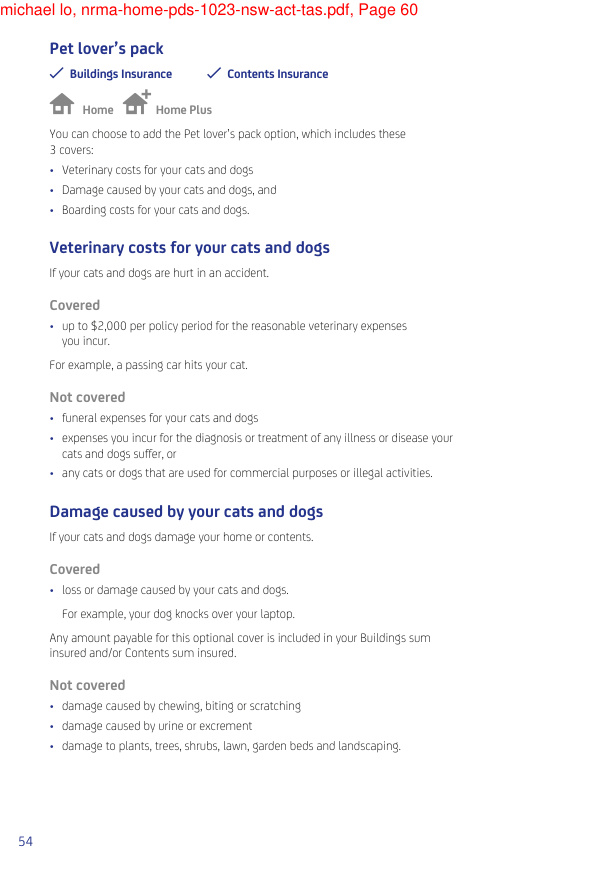 michael lo, nrma-home-pds-1023-nsw-act-tas.pdf, Page 60
Pet lover's pack
✓ Buildings Insurance ✓ Contents Insurance
Home Home Plus
You can choose to add the Pet lover's pack option, which includes these
3 covers:
• Veterinary costs for your cats and dogs
• Damage caused by your cats and dogs, and
• Boarding costs for your cats and dogs.
Veterinary costs for your cats and dogs
If your cats and dogs are hurt in an accident.
Covered
• up to $2,000 per policy period for the reasonable veterinary expenses
you incur.
For example, a passing car hits your cat.
Not covered
• funeral expenses for your cats and dogs
• expenses you incur for the diagnosis or treatment of any illness or disease your
cats and dogs suffer, or
• any cats or dogs that are used for commercial purposes or illegal activities.
Damage caused by your cats and dogs
If your cats and dogs damage your home or contents.
Covered
• loss or damage caused by your cats and dogs.
For example, your dog knocks over your laptop.
Any amount payable for this optional cover is included in your Buildings sum
insured and/or Contents sum insured.
Not covered
• damage caused by chewing, biting or scratching
• damage caused by urine or excrement
• damage to plants, trees, shrubs, lawn, garden beds and landscaping.
54